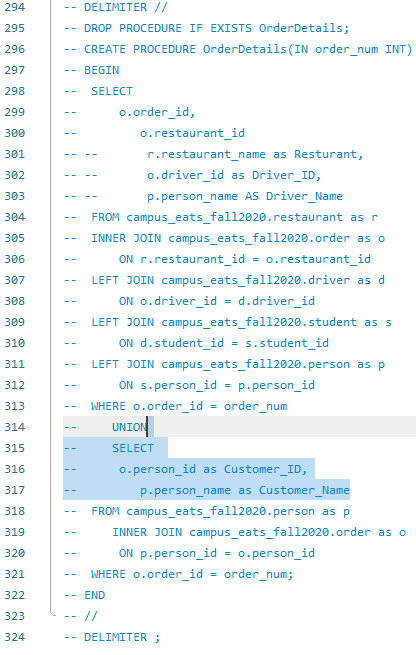 294 -- DELIMITER //
295 -- DROP PROCEDURE IF EXISTS OrderDetails;
296 -- CREATE PROCEDURE OrderDetails(IN order_num INT)
297 -- BEGIN
298 -- SELECT
299 -- o.order_id,
300 -- o.restaurant_id
301 -- -- r.restaurant_name as Resturant,
302 -- -- o.driver_id as Driver_ID,
303 -- -- p.person_name AS Driver_Name
304 -- FROM campus_eats_fall2020.restaurant as r
305 -- INNER JOIN campus_eats_fall2020.order as o
306 -- ON r.restaurant_id = o.restaurant_id
307 -- LEFT JOIN campus_eats_fall2020.driver as d
308 -- ON o.driver_id = d.driver_id
309 -- LEFT JOIN campus_eats_fall2020.student as s
310 -- ON d.student_id = s.student_id
311 -- LEFT JOIN campus_eats_fall2020.person as p
312 -- ON s.person_id = p.person_id
313 -- WHERE o.order_id = order_num
314 -- UNION
315 -- SELECT
316 -- o.person_id as Customer_ID,
317 -- p.person_name as Customer_Name
318 -- FROM campus_eats_fall2020.person as p
319 -- INNER JOIN campus_eats_fall2020.order as o
320 -- ON p.person_id = o.person_id
321 -- WHERE o.order_id = order_num;
322 -- END
323 -- //
324 -- DELIMITER ;